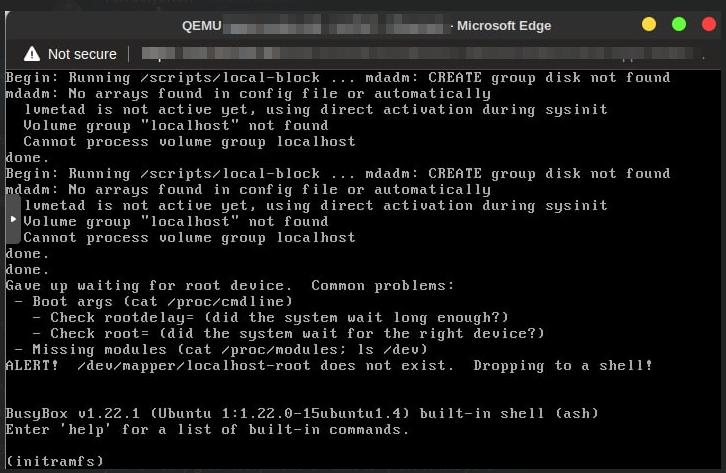 QEMU - Microsoft Edge
Not secure
Begin: Running /scripts/local-block ... mdadm: CREATE group disk not found
mdadm: No arrays found in config file or automatically
  lvmetad is not active yet, using direct activation during sysinit
  Volume group "localhost" not found
  Cannot process volume group localhost
done.
Begin: Running /scripts/local-block ... mdadm: CREATE group disk not found
mdadm: No arrays found in config file or automatically
  lvmetad is not active yet, using direct activation during sysinit
  Volume group "localhost" not found
  Cannot process volume group localhost
done.
done.
Gave up waiting for root device.  Common problems:
 - Boot args (cat /proc/cmdline)
   - Check rootdelay= (did the system wait long enough?)
   - Check root= (did the system wait for the right device?)
 - Missing modules (cat /proc/modules; ls /dev)
ALERT!  /dev/mapper/localhost-root does not exist.  Dropping to a shell!
BusyBox v1.22.1 (Ubuntu 1:1.22.0-15ubuntu1.4) built-in shell (ash)
Enter 'help' for a list of built-in commands.
(initramfs)